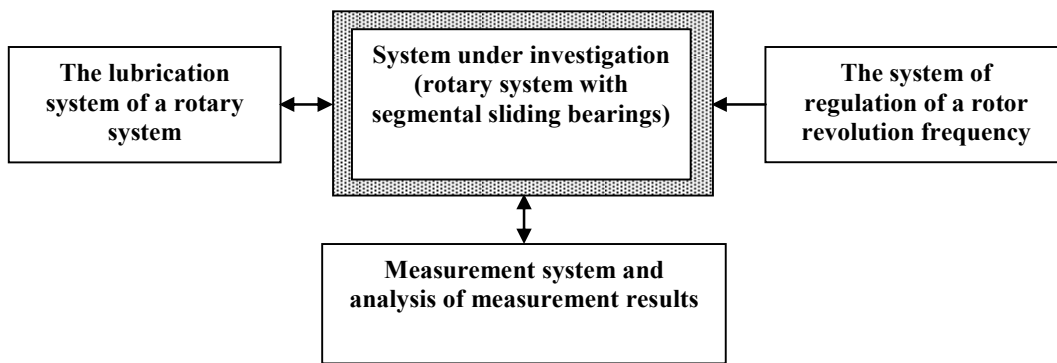 The lubrication
system of a rotary
system
System under investigation
(rotary system with
segmental sliding bearings)
The system of
regulation of a rotor
revolution frequency
Measurement system and
analysis of measurement results